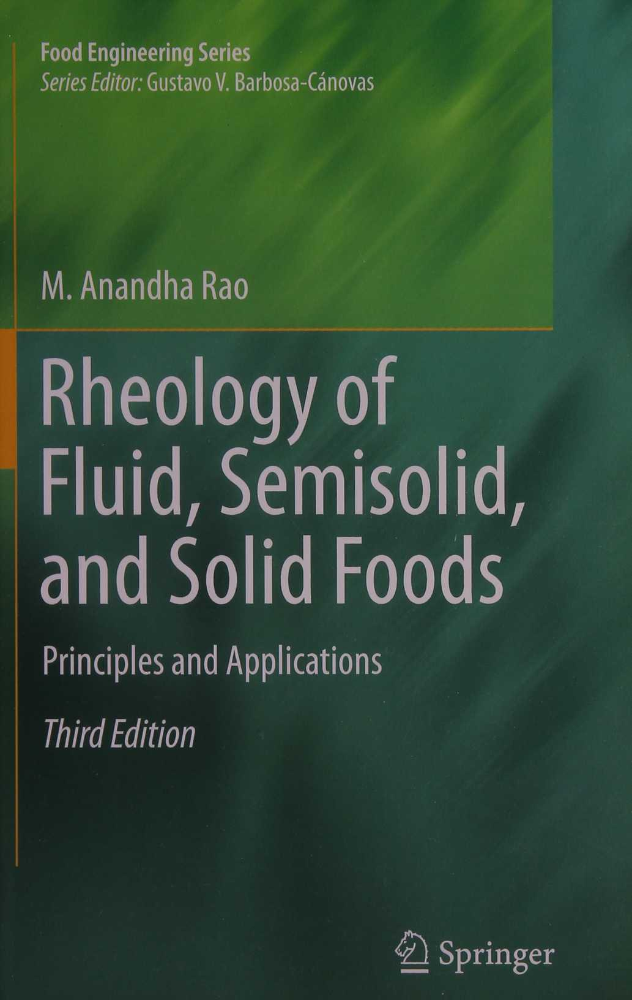 Food Engineering Series
Series Editor: Gustavo V. Barbosa-Cánovas
M. Anandha Rao
Rheology of
Fluid, Semisolid,
and Solid Foods
Principles and Applications
Third Edition
Springer